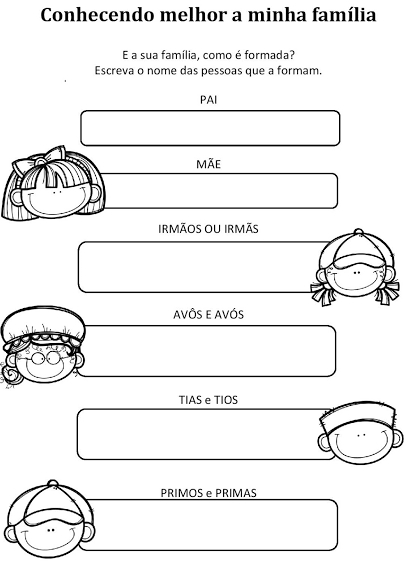 Conhecendo melhor a minha família
E a sua família, como é formada?
Escreva o nome das pessoas que a formam.
PAI
MÃE
IRMÃOS OU IRMÃS
AVÔS E AVÓS
TIAS e TIOS
PRIMOS e PRIMAS